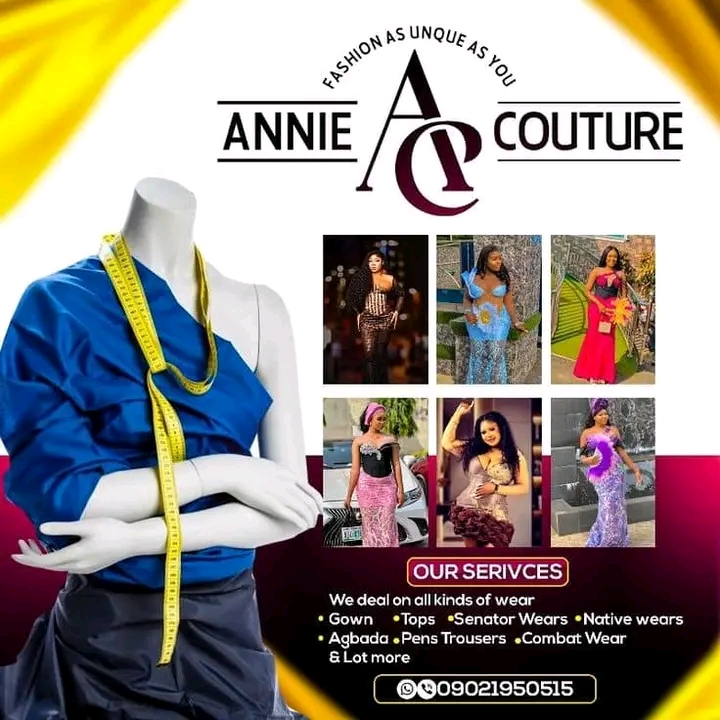 FASHION AS UNQUE AS YOU
ANNIE AC COUTURE
OUR SERIVCES
We deal on all kinds of wear
• Gown •Tops •Senator Wears •Native wears
• Agbada •Pens Trousers •Combat Wear
& Lot more
09021950515